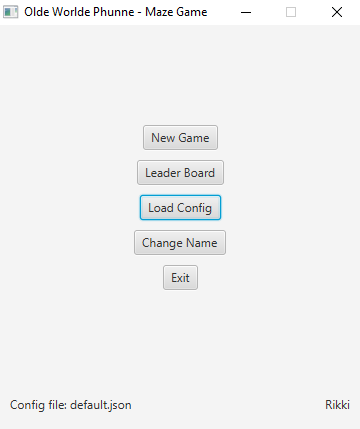 Olde Worlde Phunne - Maze Game
New Game
Leader Board
Load Config
Change Name
Exit
Config file: default.json
Rikki